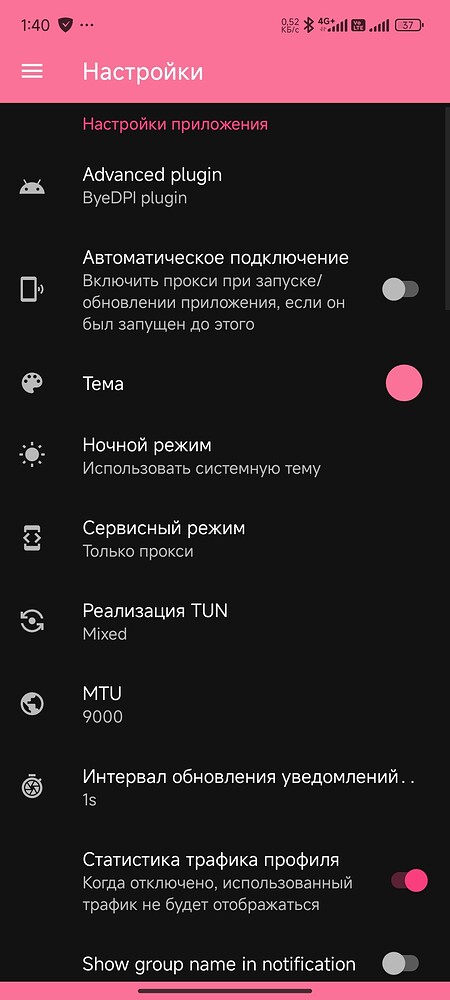 1:40
0,52
КБ/с
4G+
Vo
LTE
37
Настройки
Настройки приложения
Advanced plugin
ByeDPI plugin
Автоматическое подключение
Включить прокси при запуске/
обновлении приложения, если он
был запущен до этого
Тема
Ночной режим
Использовать системную тему
Сервисный режим
Только прокси
Реализация TUN
Mixed
MTU
9000
Интервал обновления уведомлений..
1s
Статистика трафика профиля
Когда отключено, использованный
трафик не будет отображаться
Show group name in notification